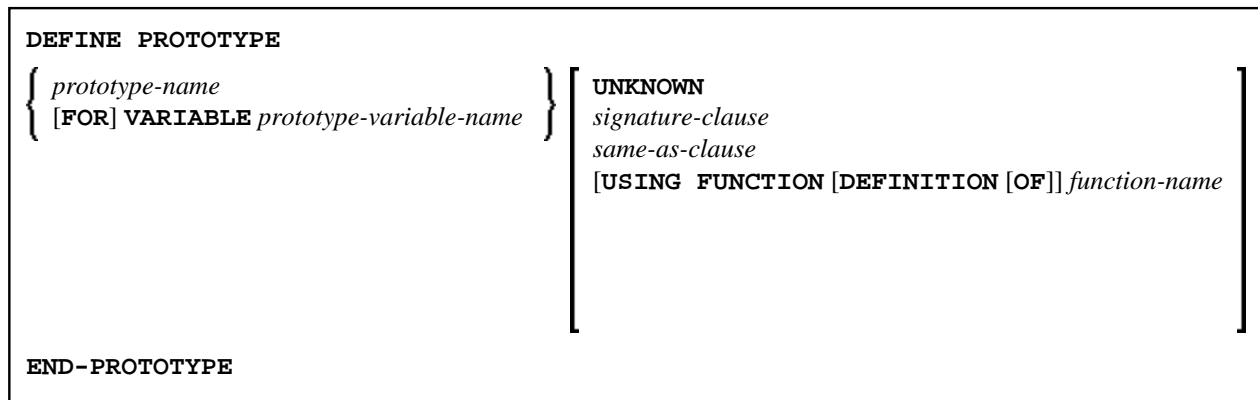 DEFINE PROTOTYPE
prototype-name
[FOR] VARIABLE prototype-variable-name
UNKNOWN
signature-clause
same-as-clause
[USING FUNCTION [DEFINITION [OF]] function-name
END-PROTOTYPE